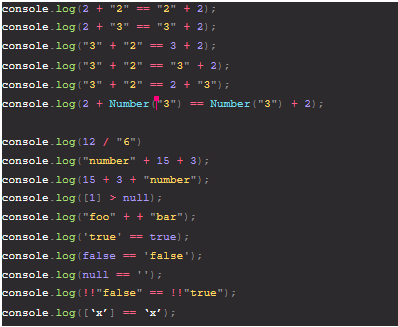 console.log(2 + "2" == "2" + 2);
console.log(2 + "3" == "3" + 2);
console.log("3" + "2" == 3 + 2);
console.log("3" + "2" == "3" + 2);
console.log("3" + "2" == 2 + "3");
console.log(2 + Number("3") == Number("3") + 2);
console.log(12 / "6")
console.log("number" + 15 + 3);
console.log(15 + 3 + "number");
console.log([1] > null);
console.log("foo" + + "bar");
console.log('true' == true);
console.log(false == 'false');
console.log(null == '');
console.log(!!"false" == !!"true");
console.log([‘x’] == ‘x’);